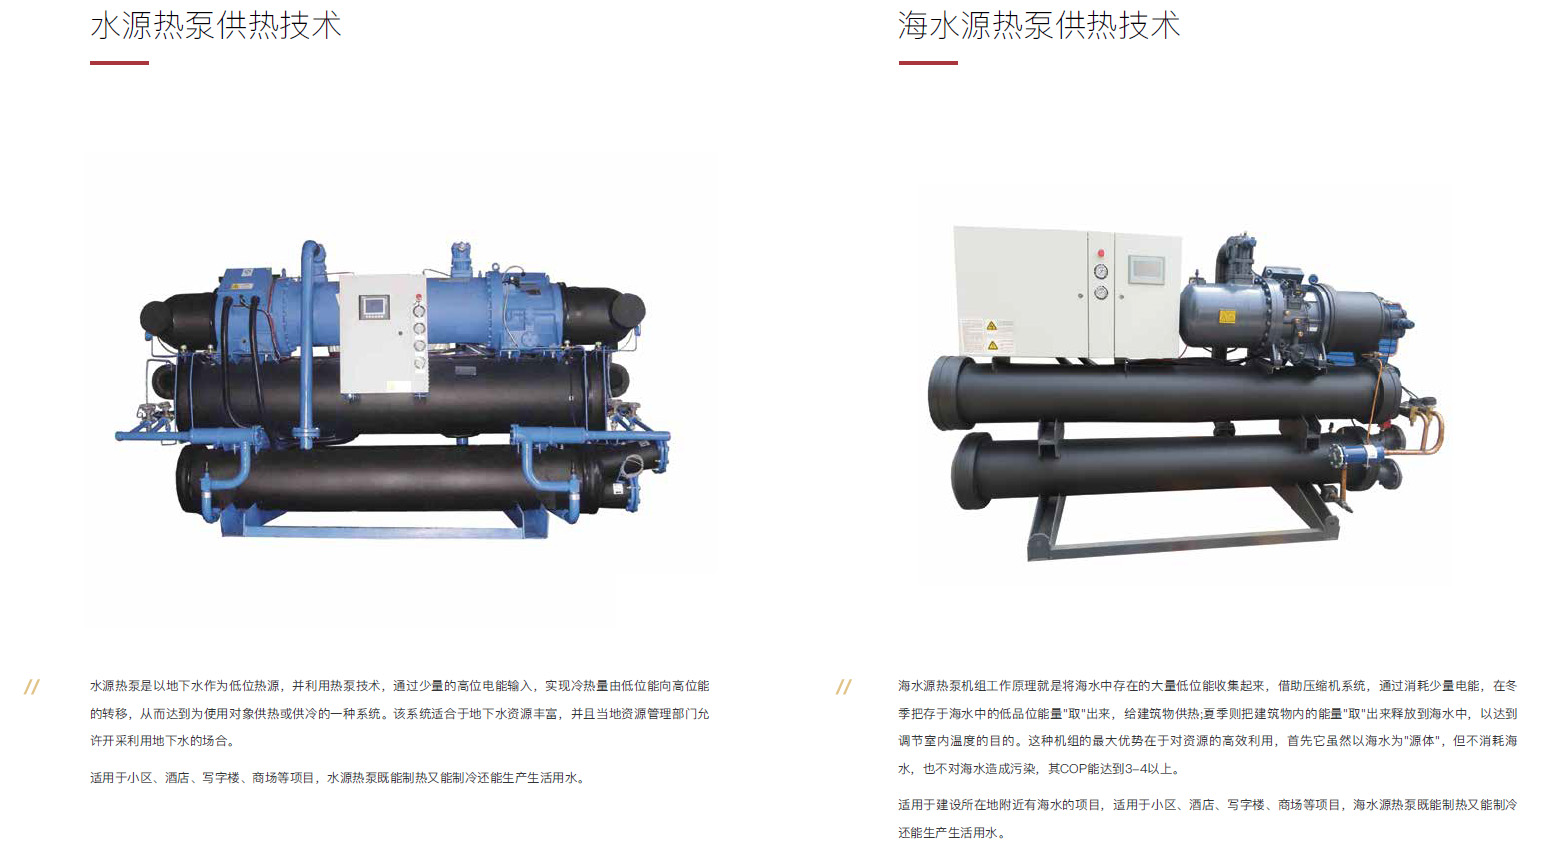 水源热泵供热技术
水源热泵是以地下水作为低位热源，并利用热泵技术，通过少量的高位电能输入，实现冷热量由低位能向高位能
的转移，从而达到为使用对象供热或供冷的一种系统。该系统适合于地下水资源丰富，并且当地资源管理部门允
许开采利用地下水的场合。
适用于小区、酒店、写字楼、商场等项目，水源热泵既能制热又能制冷还能生产生活用水。
海水源热泵供热技术
海水源热泵机组工作原理就是将海水中存在的大量低位能收集起来，借助压缩机系统，通过消耗少量电能，在冬
季把存于海水中的低品位能量"取"出来，给建筑物供热;夏季则把建筑物内的能量"取"出来释放到海水中，以达到
调节室内温度的目的。这种机组的最大优势在于对资源的高效利用，首先它虽然以海水为"源体"，但不消耗海
水，也不对海水造成污染，其COP能达到3-4以上。
适用于建设所在地附近有海水的项目，适用于小区、酒店、写字楼、商场等项目，海水源热泵既能制热又能制冷
还能生产生活用水。